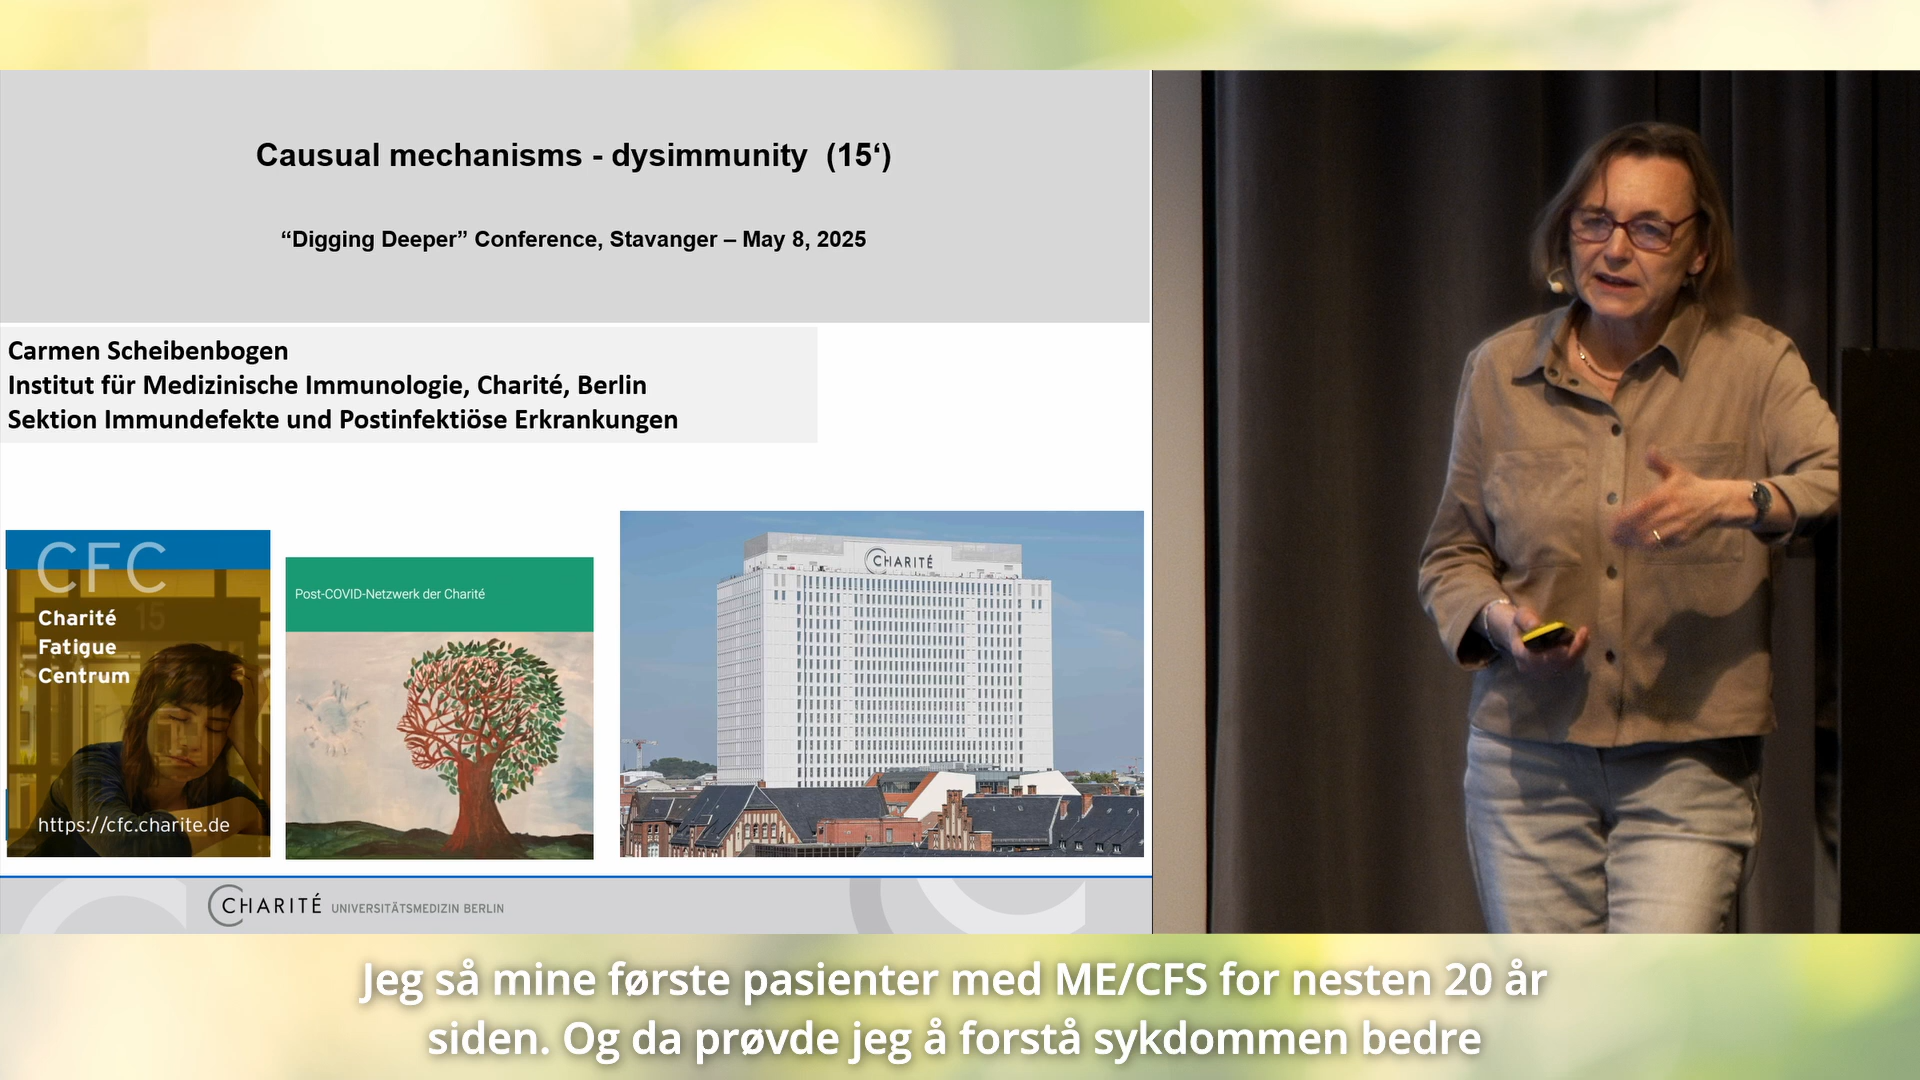 Causual mechanisms - dysimmunity (15‘)
“Digging Deeper” Conference, Stavanger – May 8, 2025
Carmen Scheibenbogen
Institut für Medizinische Immunologie, Charité, Berlin
Sektion Immundefekte und Postinfektiöse Erkrankungen
CFC
15
Charité
Fatigue
Centrum
https://cfc.charite.de
Post-COVID-Netzwerk der Charité
CHARITÉ
CHARITÉ UNIVERSITÄTSMEDIZIN BERLIN
Jeg så mine første pasienter med ME/CFS for nesten 20 år
siden. Og da prøvde jeg å forstå sykdommen bedre